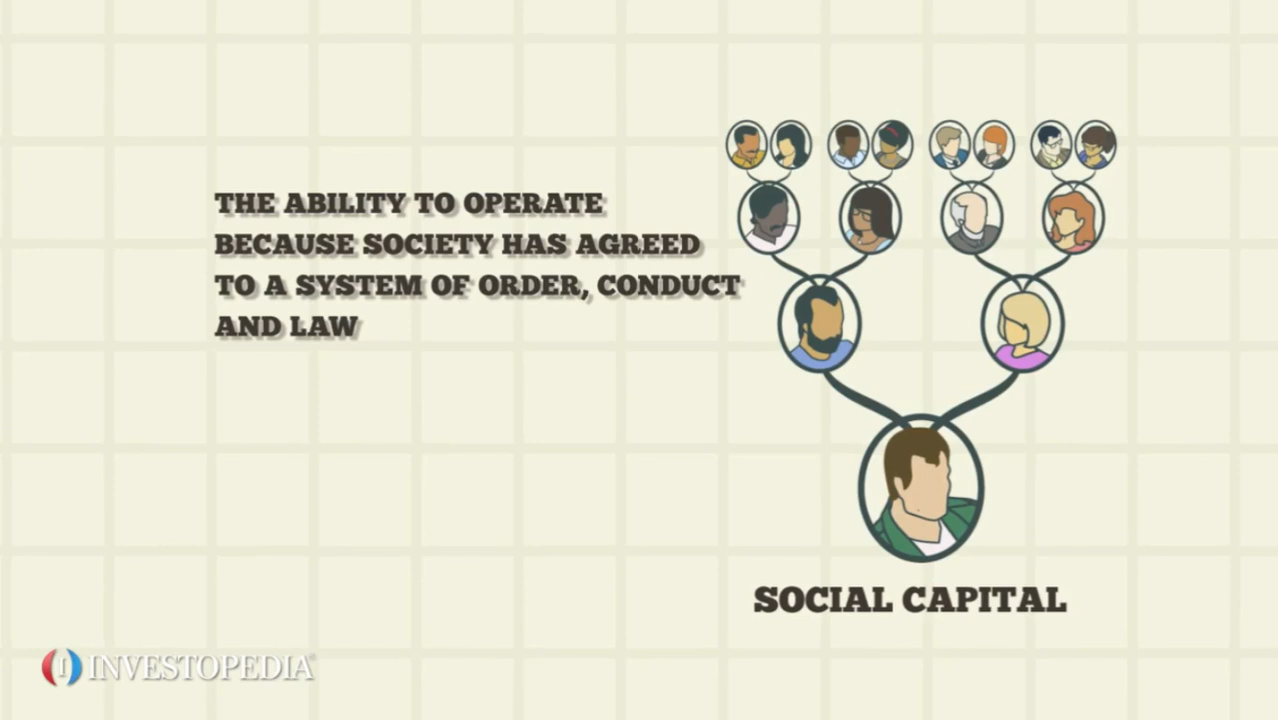 THE ABILITY TO OPERATE
BECAUSE SOCIETY HAS AGREED
TO A SYSTEM OF ORDER, CONDUCT
AND LAW
SOCIAL CAPITAL
INVESTOPEDIA